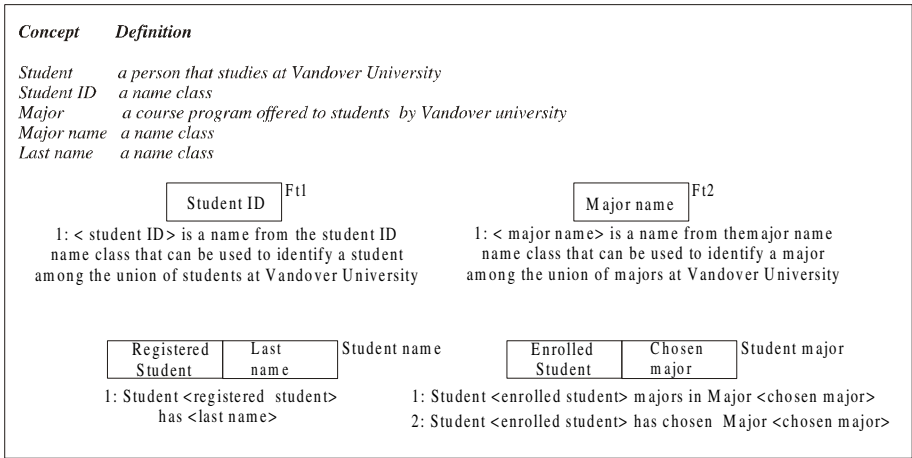 Concept Definition
Student a person that studies at Vandover University
Student ID a name class
Major a course program offered to students by Vandover university
Major name a name class
Last name a name class
Student ID Ft1
1: < student ID> is a name from the student ID
name class that can be used to identify a student
among the union of students at Vandover University
Major name Ft2
1: < major name> is a name from themajor name
name class that can be used to identify a major
among the union of majors at Vandover University
Registered Last Student name
Student name
1: Student <registered student>
has <last name>
Enrolled Chosen Student major
Student major
1: Student <enrolled student> majors in Major <chosen major>
2: Student <enrolled student> has chosen Major <chosen major>